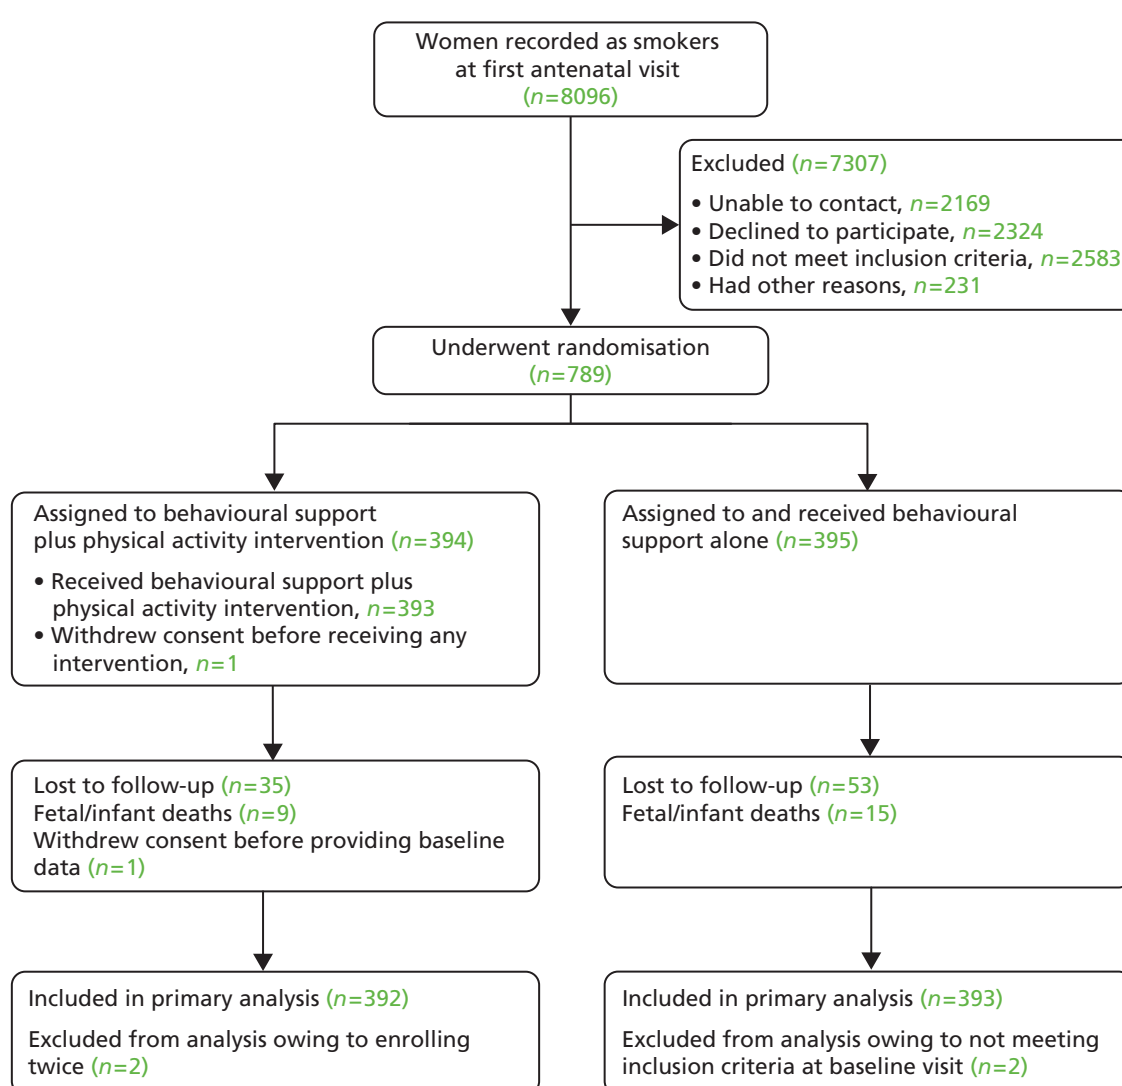 Women recorded as smokers
at first antenatal visit
(n=8096)
Excluded (n=7307)
• Unable to contact, n=2169
• Declined to participate, n=2324
• Did not meet inclusion criteria, n=2583
• Had other reasons, n=231
Underwent randomisation
(n=789)
Assigned to behavioural support
plus physical activity intervention (n=394)
• Received behavioural support plus
physical activity intervention, n=393
• Withdrew consent before receiving any
intervention, n=1
Assigned to and received behavioural
support alone (n=395)
Lost to follow-up (n=35)
Fetal/infant deaths (n=9)
Withdrew consent before providing baseline
data (n=1)
Lost to follow-up (n=53)
Fetal/infant deaths (n=15)
Included in primary analysis (n=392)
Excluded from analysis owing to enrolling
twice (n=2)
Included in primary analysis (n=393)
Excluded from analysis owing to not meeting
inclusion criteria at baseline visit (n=2)